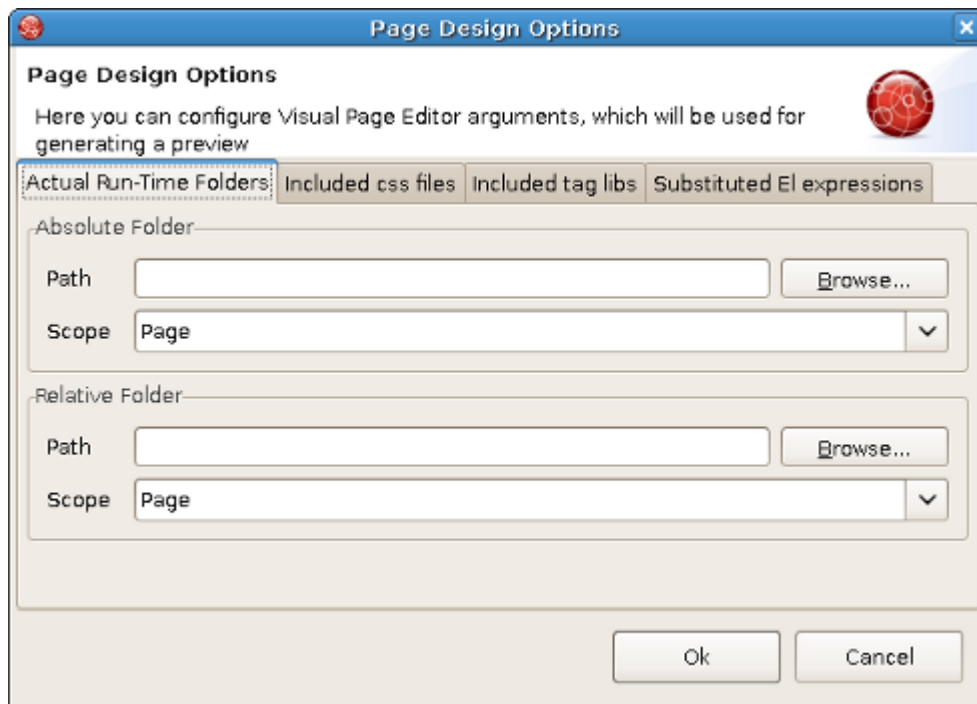 Page Design Options
Page Design Options
Here you can configure Visual Page Editor arguments, which will be used for
generating a preview
Actual Run-Time Folders Included css files Included tag libs Substituted El expressions
Absolute Folder
Path Browse...
Scope Page
Relative Folder
Path Browse...
Scope Page
Ok Cancel